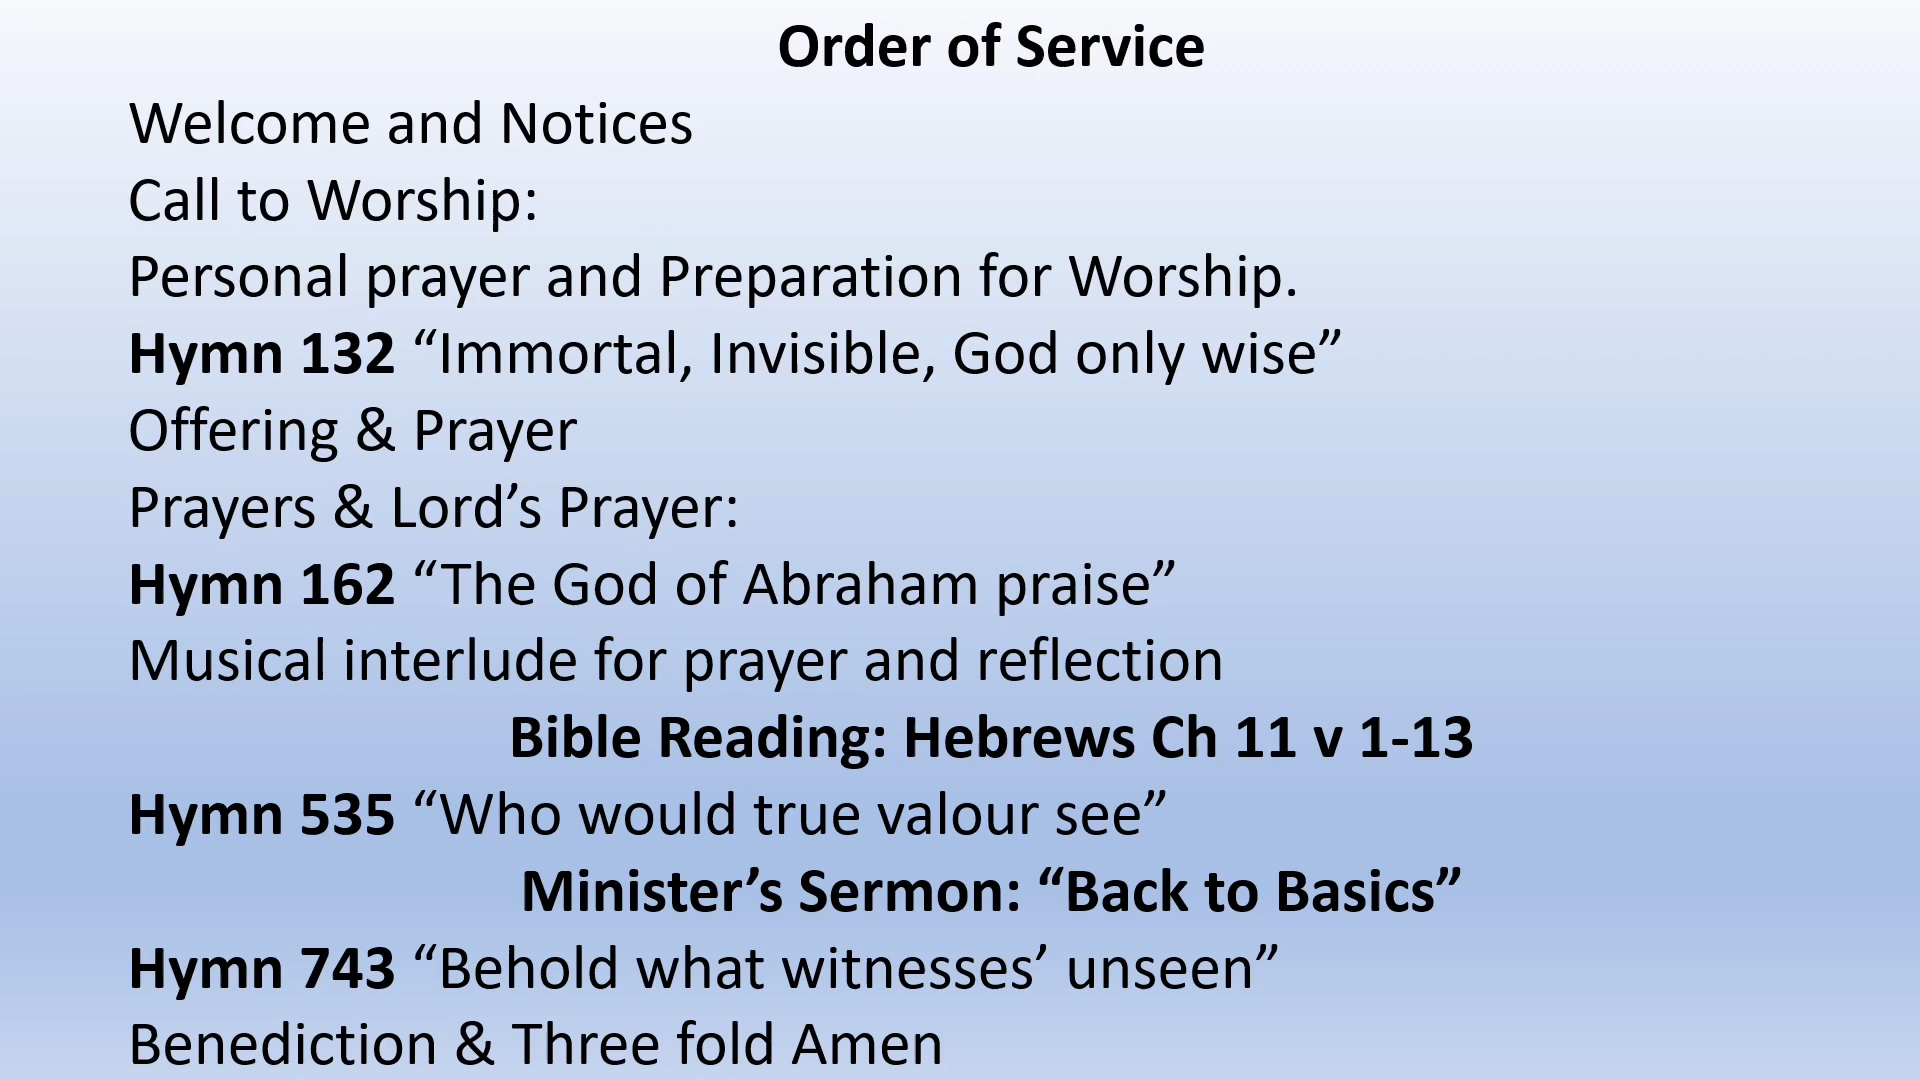 Order of Service
Welcome and Notices
Call to Worship:
Personal prayer and Preparation for Worship.
Hymn 132 “Immortal, Invisible, God only wise”
Offering & Prayer
Prayers & Lord’s Prayer:
Hymn 162 “The God of Abraham praise”
Musical interlude for prayer and reflection
Bible Reading: Hebrews Ch 11 v 1-13
Hymn 535 “Who would true valour see”
Minister’s Sermon: “Back to Basics”
Hymn 743 “Behold what witnesses’ unseen”
Benediction & Three fold Amen